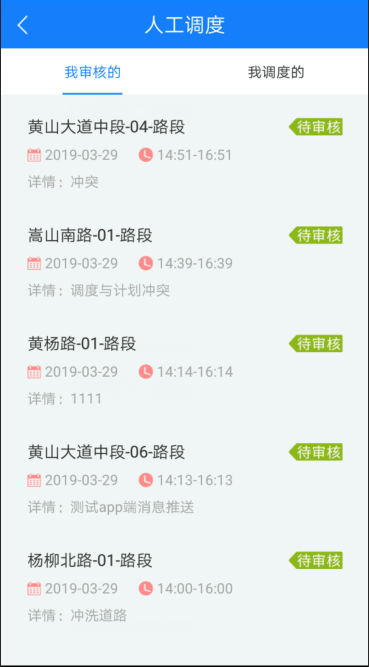 人工调度
我审核的 我调度的
黄山大道中段-04-路段 待审核
2019-03-29 14:51-16:51
详情：冲突
嵩山南路-01-路段 待审核
2019-03-29 14:39-16:39
详情：调度与计划冲突
黄杨路-01-路段 待审核
2019-03-29 14:14-16:14
详情：1111
黄山大道中段-06-路段 待审核
2019-03-29 14:13-16:13
详情：测试app端消息推送
杨柳北路-01-路段 待审核
2019-03-29 14:00-16:00
详情：冲洗道路